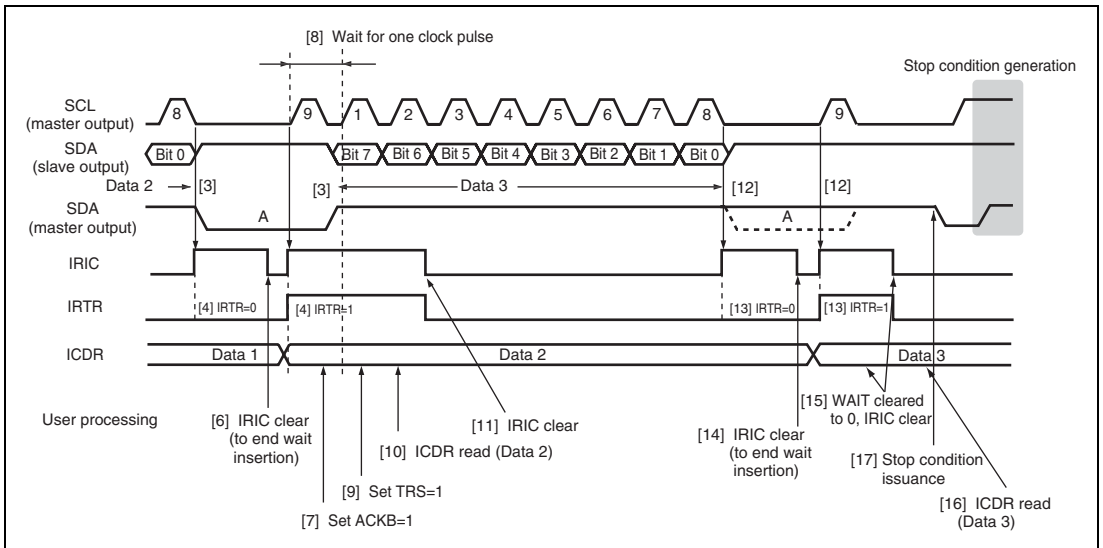 [8] Wait for one clock pulse
Stop condition generation
SCL
(master output)
8 9 1 2 3 4 5 6 7 8 9
SDA
(slave output)
Bit 0 Bit 7 Bit 6 Bit 5 Bit 4 Bit 3 Bit 2 Bit 1 Bit 0
Data 2 [3] [3] Data 3 [12] [12]
SDA
(master output)
A A
IRIC
IRTR
[4] IRTR=0 [4] IRTR=1 [13] IRTR=0 [13] IRTR=1
ICDR
Data 1 Data 2 Data 3
User processing
[6] IRIC clear
(to end wait
insertion)
[11] IRIC clear
[10] ICDR read (Data 2)
[9] Set TRS=1
[7] Set ACKB=1
[14] IRIC clear
(to end wait
insertion)
[15] WAIT cleared
to 0, IRIC clear
[17] Stop condition
issuance
[16] ICDR read
(Data 3)